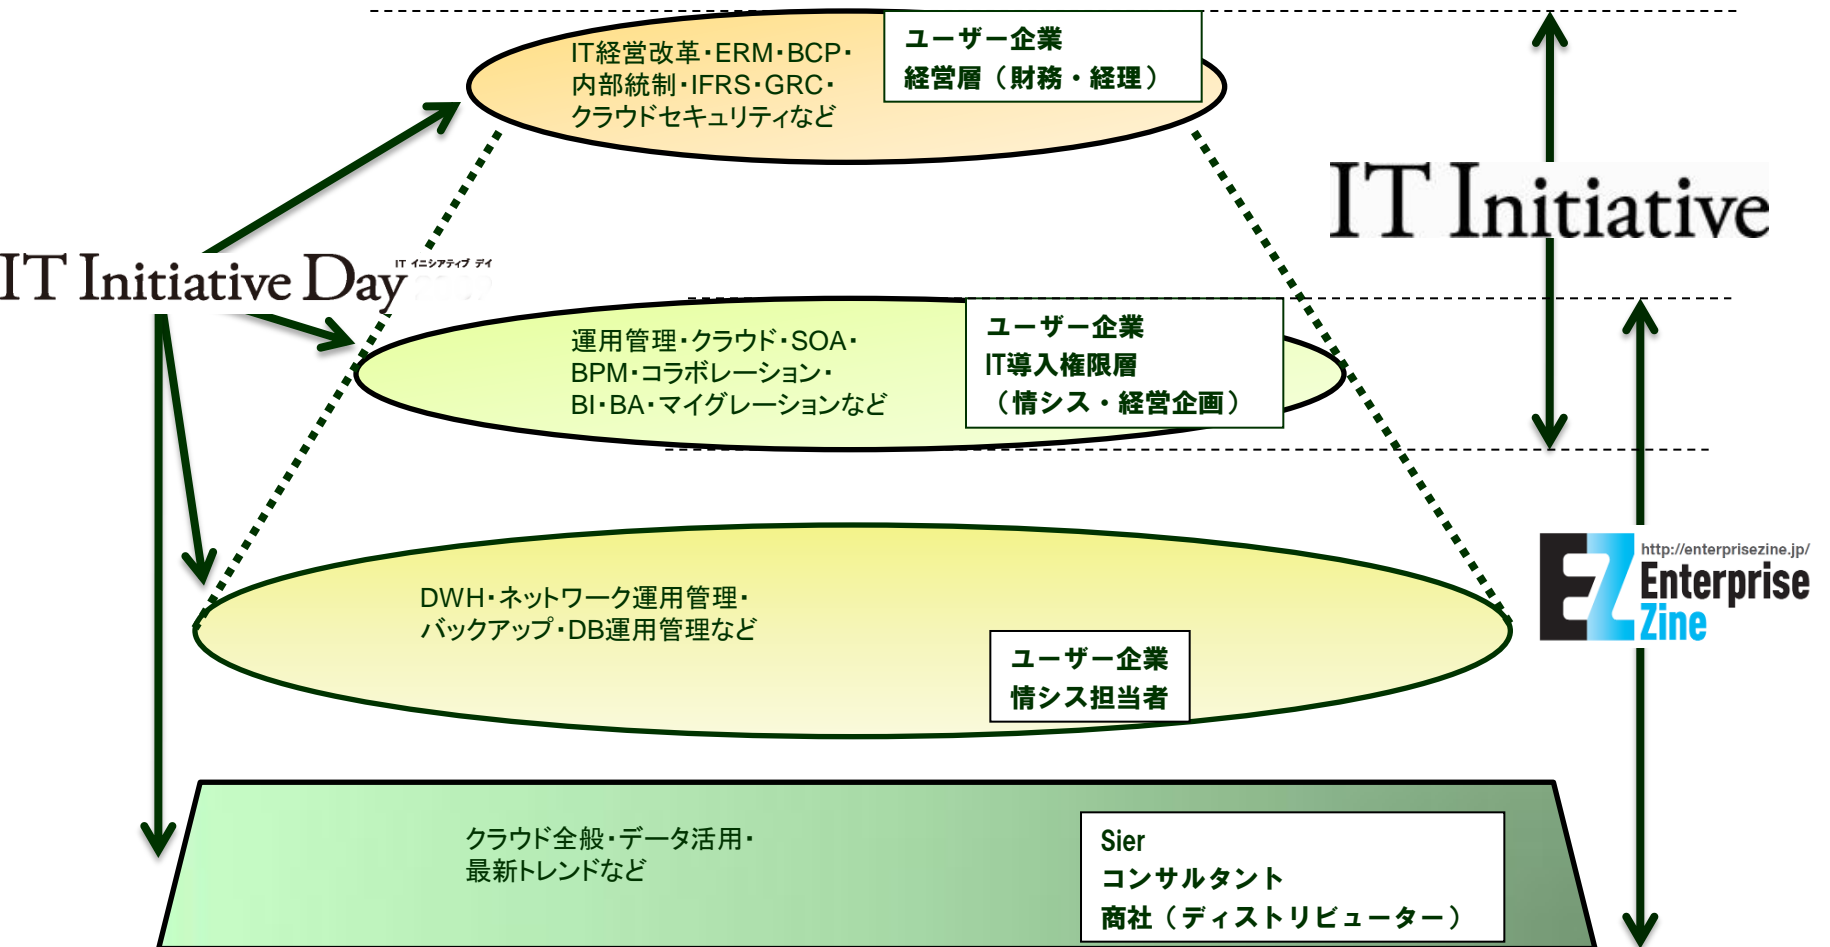 IT経営改革・ERM・BCP・
内部統制・IFRS・GRC・
クラウドセキュリティなど
ユーザー企業
経営層（財務・経理）
IT Initiative
IT Initiative Day
IT イニシアティブ デイ
運用管理・クラウド・SOA・
BPM・コラボレーション・
BI・BA・マイグレーションなど
ユーザー企業
IT導入権限層
（情シス・経営企画）
DWH・ネットワーク運用管理・
バックアップ・DB運用管理など
ユーザー企業
情シス担当者
EZ
http://enterprisezine.jp/
Enterprise
Zine
クラウド全般・データ活用・
最新トレンドなど
Sier
コンサルタント
商社（ディストリビューター）